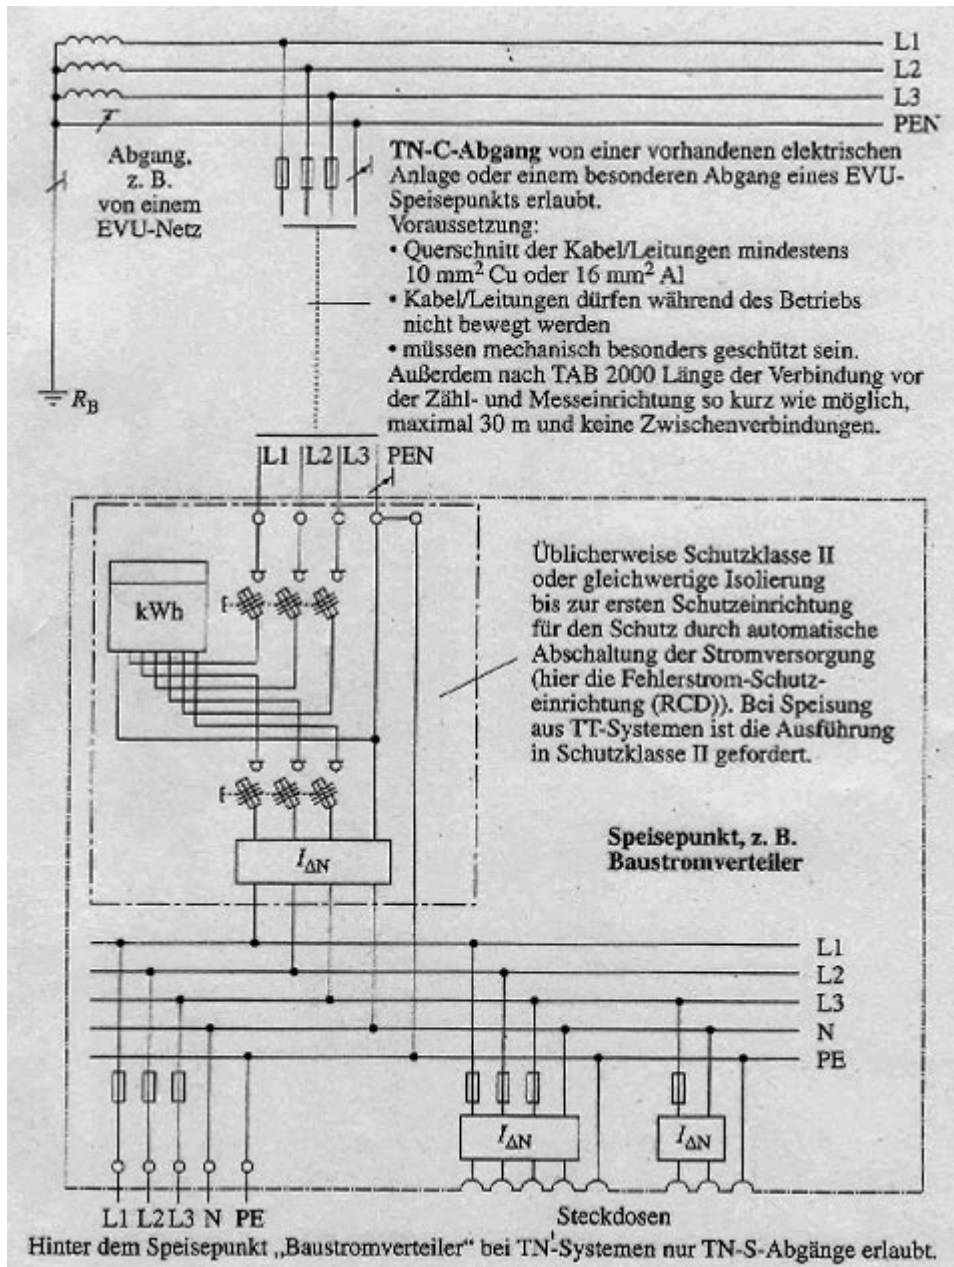 L1
L2
L3
PEN
Abgang,
z. B.
von einem
EVU-Netz
TN-C-Abgang von einer vorhandenen elektrischen
Anlage oder einem besonderen Abgang eines EVU-
Speisepunkts erlaubt.
Voraussetzung:
• Querschnitt der Kabel/Leitungen mindestens
10 mm² Cu oder 16 mm² Al
• Kabel/Leitungen dürfen während des Betriebs
nicht bewegt werden
• müssen mechanisch besonders geschützt sein.
Außerdem nach TAB 2000 Länge der Verbindung vor
der Zähl- und Messeinrichtung so kurz wie möglich,
maximal 30 m und keine Zwischenverbindungen.
R_B
L1 L2 L3 PEN
kWh
Üblicherweise Schutzklasse II
oder gleichwertige Isolierung
bis zur ersten Schutzeinrichtung
für den Schutz durch automatische
Abschaltung der Stromversorgung
(hier die Fehlerstrom-Schutz-
einrichtung (RCD)). Bei Speisung
aus TT-Systemen ist die Ausführung
in Schutzklasse II gefordert.
Speisepunkt, z. B.
Baustromverteiler
I_ΔN
L1
L2
L3
N
PE
I_ΔN I_ΔN
L1 L2 L3 N PE
Steckdosen
Hinter dem Speisepunkt „Baustromverteiler" bei TN-Systemen nur TN-S-Abgänge erlaubt.